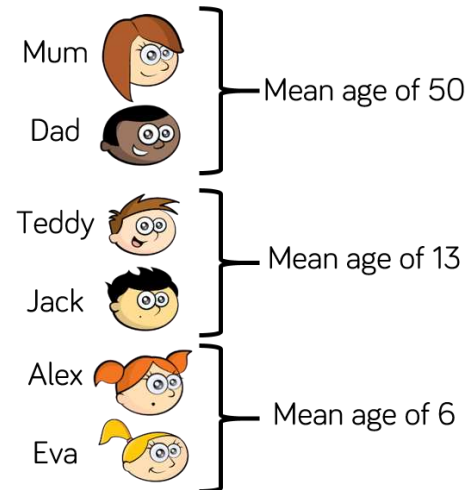 Mum
Mean age of 50
Dad
Teddy
Mean age of 13
Jack
Alex
Mean age of 6
Eva